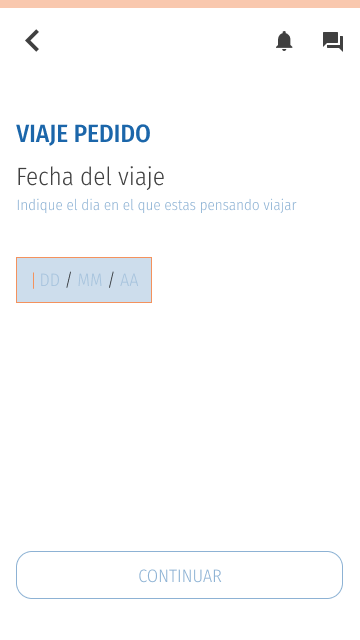 VIAJE PEDIDO
Fecha del viaje
Indique el dia en el que estas pensando viajar
| DD / MM / AA
CONTINUAR